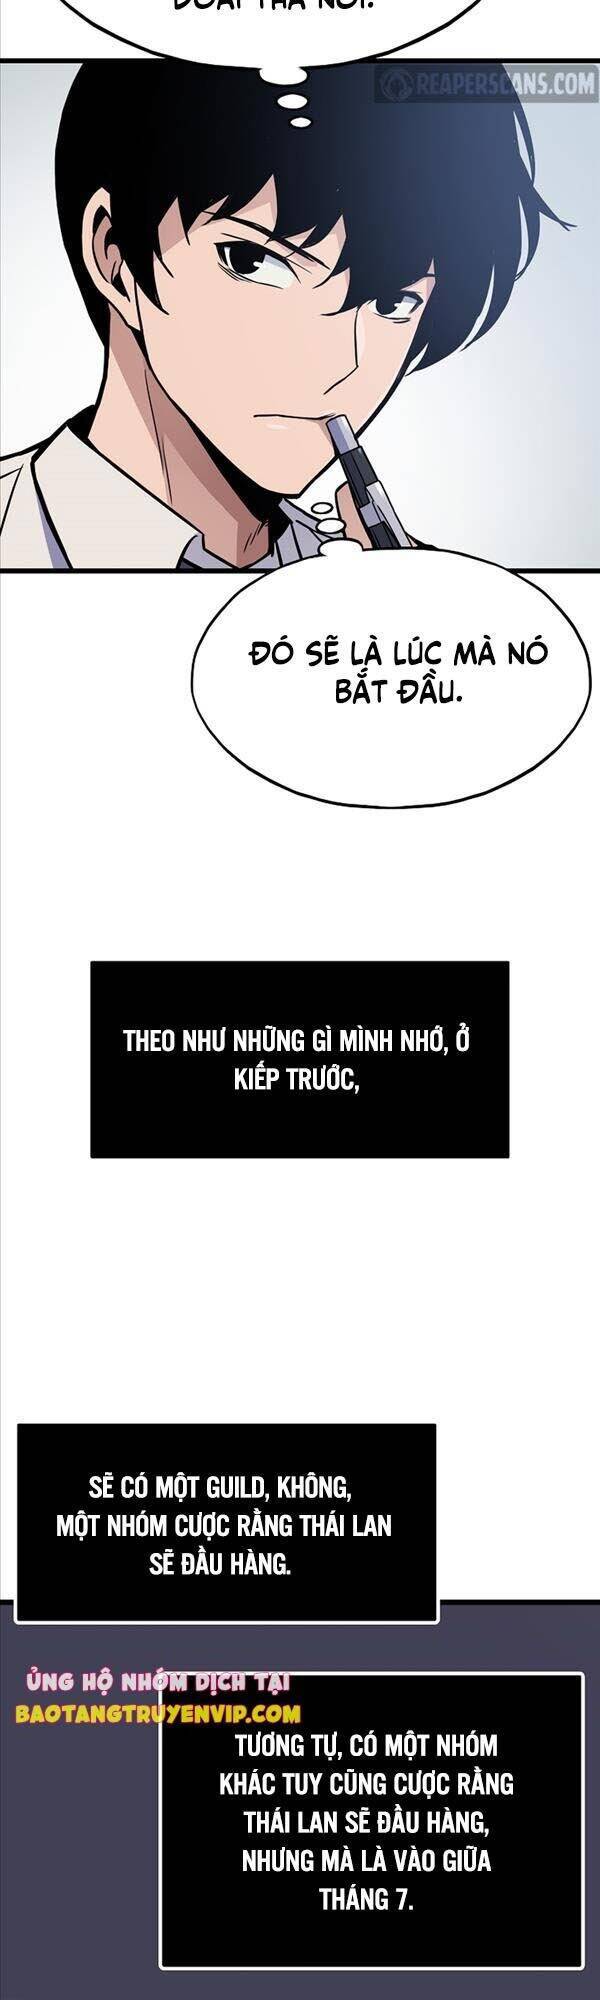 REAPERSCANS.COM
ĐÓ SẼ LÀ LÚC MÀ NÓ
BẮT ĐẦU.
THEO NHƯ NHỮNG GÌ MÌNH NHỚ, Ở
KIẾP TRƯỚC,
SẼ CÓ MỘT GUILD, KHÔNG,
MỘT NHÓM CƯỢC RẰNG THÁI LAN
SẼ ĐẦU HÀNG.
ỦNG HỘ NHÓM DỊCH TẠI
BAOTANGTRUYENVIP.COM
TƯƠNG TỰ, CÓ MỘT NHÓM
KHÁC TUY CŨNG CƯỢC RẰNG
THÁI LAN SẼ ĐẦU HÀNG,
NHƯNG MÀ LÀ VÀO GIỮA
THÁNG 7.